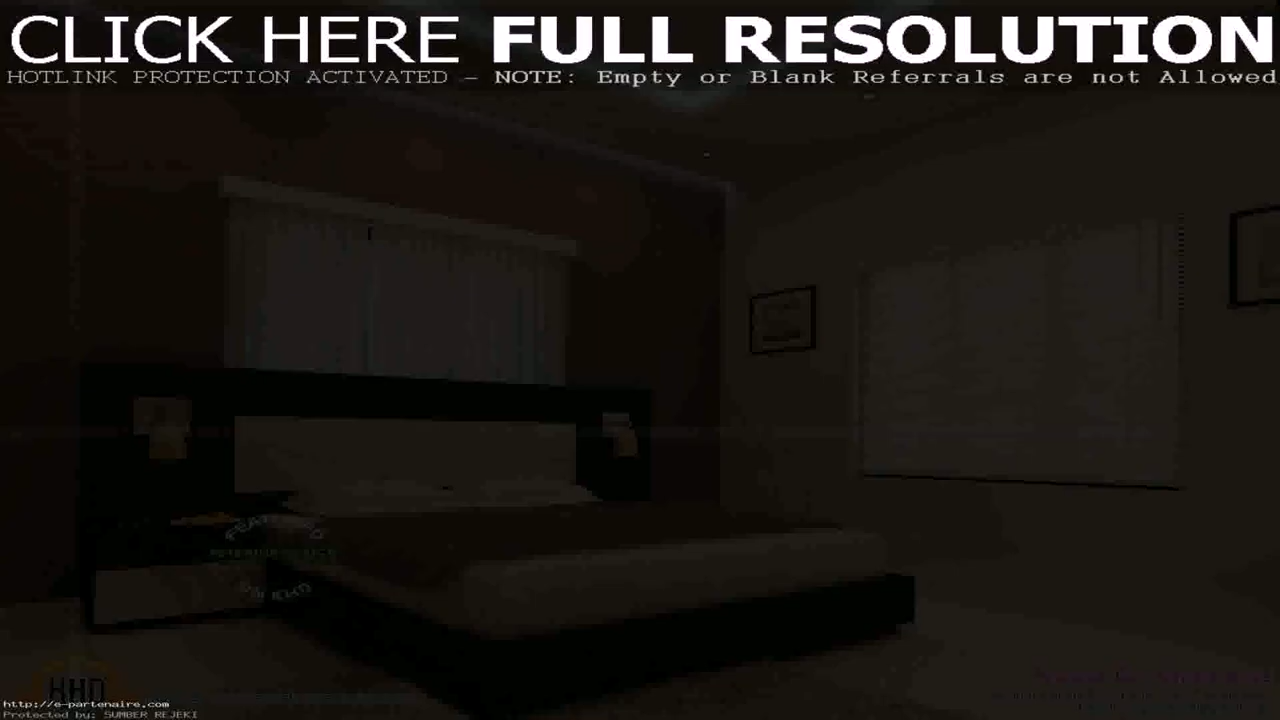 CLICK HERE FULL RESOLUTION
HOTLINK PROTECTION ACTIVATED – NOTE: Empty or Blank Referrals are not Allowed
KHD
http://e-partenaire.com
Protected by: SUMBER REJEKI